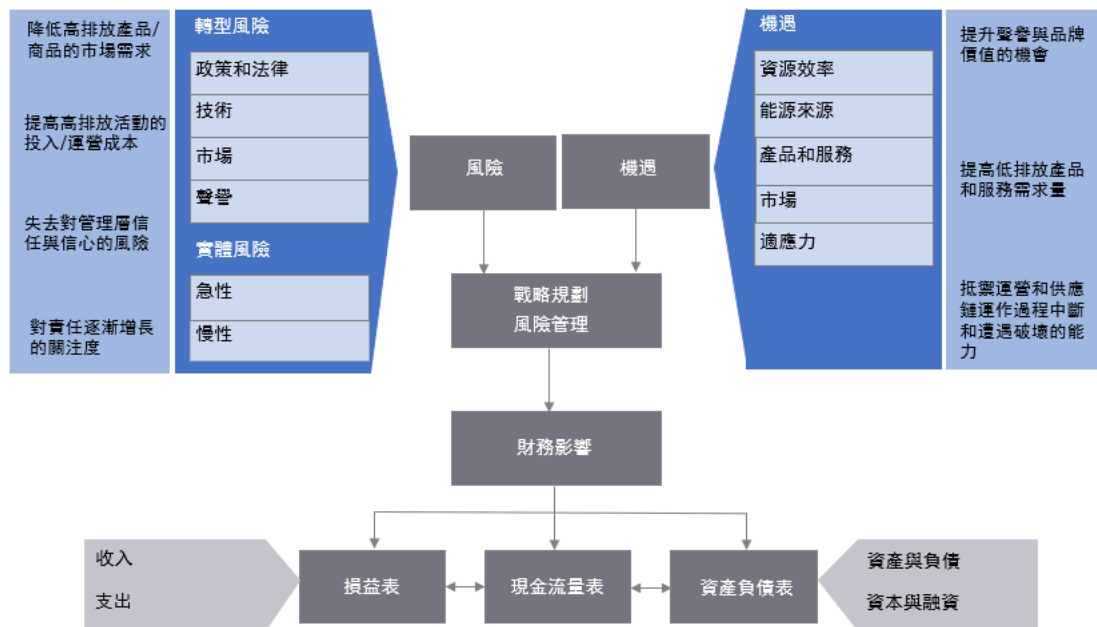 降低高排放產品/
商品的市場需求
提高高排放活動的
投入/運營成本
失去對管理層信
任與信心的風險
對責任逐漸增長
的關注度
轉型風險
政策和法律
技術
市場
聲譽
實體風險
急性
慢性
風險
機遇
機遇
資源效率
能源來源
產品和服務
市場
適應力
提升聲譽與品牌
價值的機會
提高低排放產品
和服務需求量
抵禦運營和供應
鏈運作過程中斷
和遭遇破壞的能
力
戰略規劃
風險管理
財務影響
收入
支出
損益表
現金流量表
資產負債表
資產與負債
資本與融資